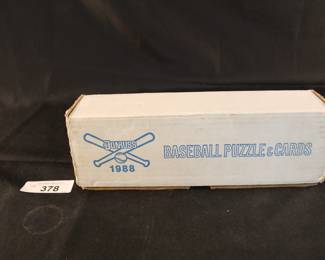 DONRUSS
1988
BASEBALL PUZZLE & CARDS
378